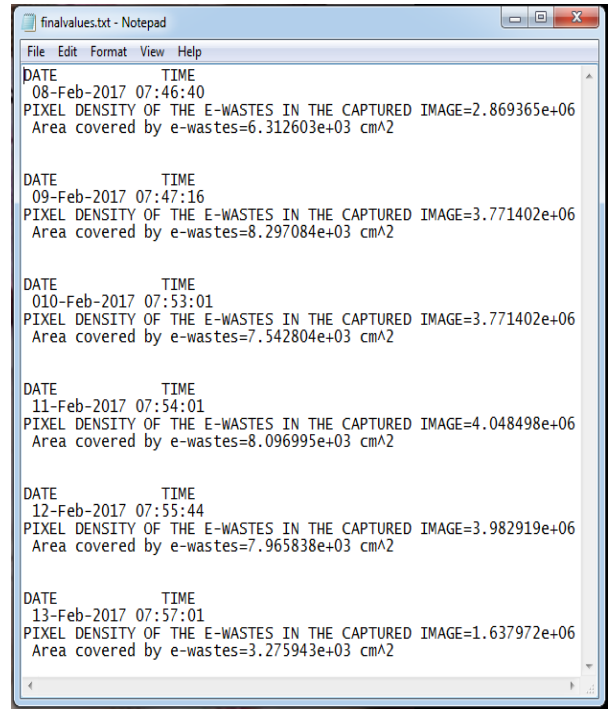 finalvalues.txt - Notepad
File Edit Format View Help
DATE TIME
08-Feb-2017 07:46:40
PIXEL DENSITY OF THE E-WASTES IN THE CAPTURED IMAGE=2.869365e+06
Area covered by e-wastes=6.312603e+03 cm^2
DATE TIME
09-Feb-2017 07:47:16
PIXEL DENSITY OF THE E-WASTES IN THE CAPTURED IMAGE=3.771402e+06
Area covered by e-wastes=8.297084e+03 cm^2
DATE TIME
010-Feb-2017 07:53:01
PIXEL DENSITY OF THE E-WASTES IN THE CAPTURED IMAGE=3.771402e+06
Area covered by e-wastes=7.542804e+03 cm^2
DATE TIME
11-Feb-2017 07:54:01
PIXEL DENSITY OF THE E-WASTES IN THE CAPTURED IMAGE=4.048498e+06
Area covered by e-wastes=8.096995e+03 cm^2
DATE TIME
12-Feb-2017 07:55:44
PIXEL DENSITY OF THE E-WASTES IN THE CAPTURED IMAGE=3.982919e+06
Area covered by e-wastes=7.965838e+03 cm^2
DATE TIME
13-Feb-2017 07:57:01
PIXEL DENSITY OF THE E-WASTES IN THE CAPTURED IMAGE=1.637972e+06
Area covered by e-wastes=3.275943e+03 cm^2